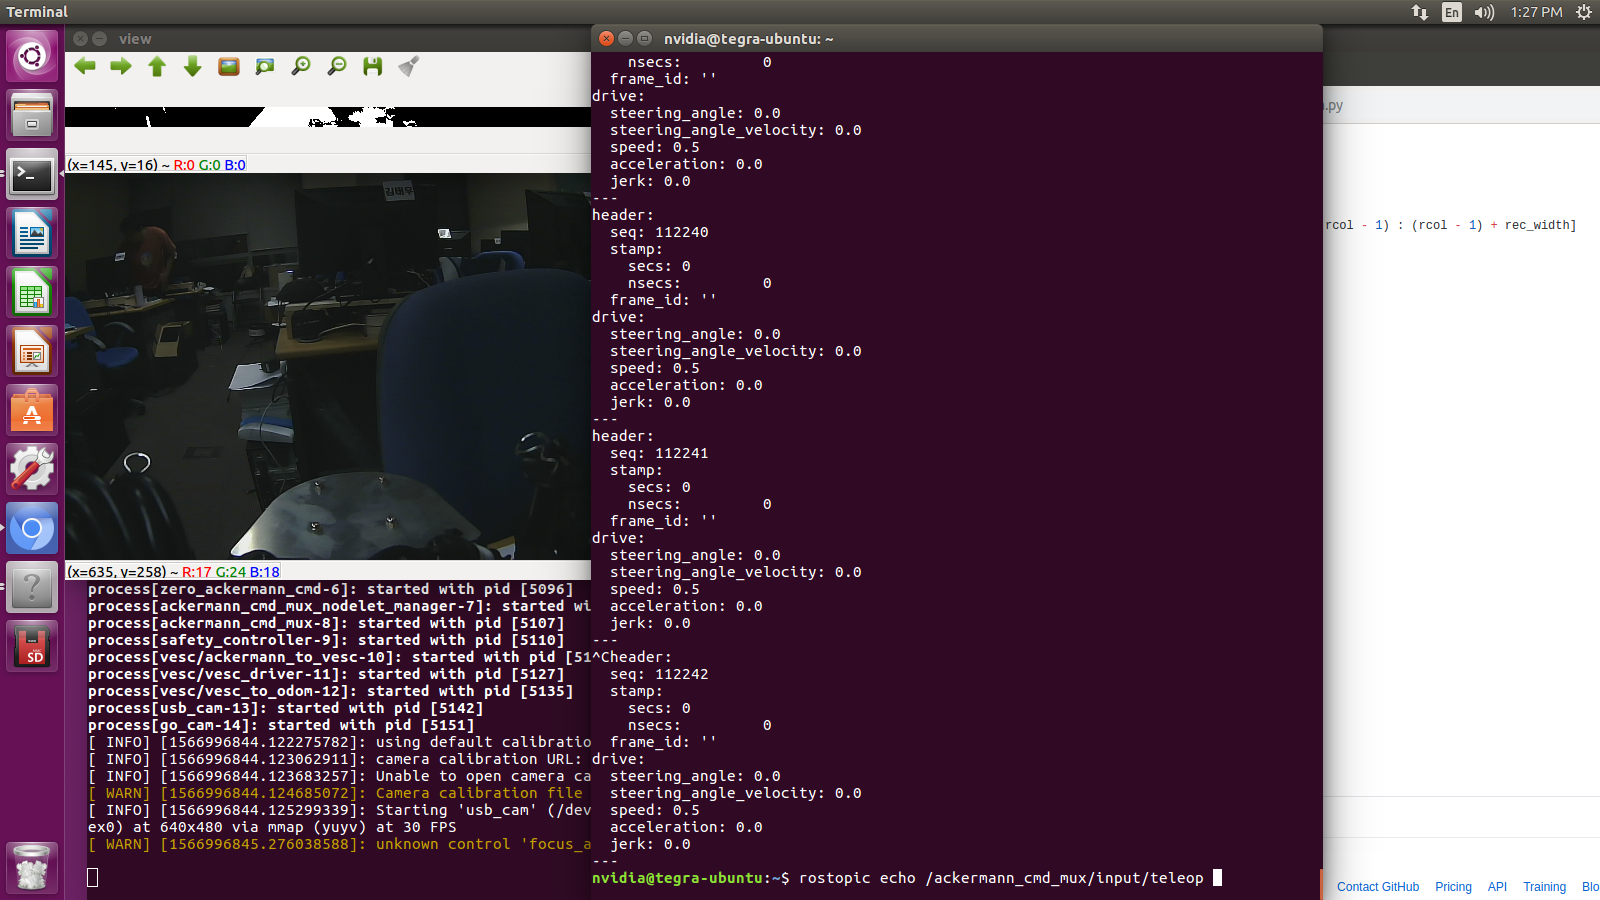 Terminal
En
1:27 PM
view
(x=145, y=16) ~ R:0 G:0 B:0
김태우
(x=635, y=258) ~ R:17 G:24 B:18
process[zero_ackermann_cmd-6]: started with pid [5096]
process[ackermann_cmd_mux_nodelet_manager-7]: started wi
process[ackermann_cmd_mux-8]: started with pid [5107]
process[safety_controller-9]: started with pid [5110]
process[vesc/ackermann_to_vesc-10]: started with pid [51
process[vesc/vesc_driver-11]: started with pid [5127]
process[vesc/vesc_to_odom-12]: started with pid [5135]
process[usb_cam-13]: started with pid [5142]
process[go_cam-14]: started with pid [5151]
[ INFO] [1566996844.122275782]: using default calibratio
[ INFO] [1566996844.123062911]: camera calibration URL:
[ INFO] [1566996844.123683257]: Unable to open camera ca
[ WARN] [1566996844.124685072]: Camera calibration file
[ INFO] [1566996844.125299339]: Starting 'usb_cam' (/dev
ex0) at 640x480 via mmap (yuyv) at 30 FPS
[ WARN] [1566996845.276038588]: unknown control 'focus_a
nvidia@tegra-ubuntu: ~
nsecs: 0
frame_id: ''
drive:
steering_angle: 0.0
steering_angle_velocity: 0.0
speed: 0.5
acceleration: 0.0
jerk: 0.0
---
header:
seq: 112240
stamp:
secs: 0
nsecs: 0
frame_id: ''
drive:
steering_angle: 0.0
steering_angle_velocity: 0.0
speed: 0.5
acceleration: 0.0
jerk: 0.0
---
header:
seq: 112241
stamp:
secs: 0
nsecs: 0
frame_id: ''
drive:
steering_angle: 0.0
steering_angle_velocity: 0.0
speed: 0.5
acceleration: 0.0
jerk: 0.0
---
^Cheader:
seq: 112242
stamp:
secs: 0
nsecs: 0
frame_id: ''
drive:
steering_angle: 0.0
steering_angle_velocity: 0.0
speed: 0.5
acceleration: 0.0
jerk: 0.0
---
nvidia@tegra-ubuntu:~$ rostopic echo /ackermann_cmd_mux/input/teleop
.py
rcol - 1) : (rcol - 1) + rec_width]
Contact GitHub Pricing API Training Blo
SD